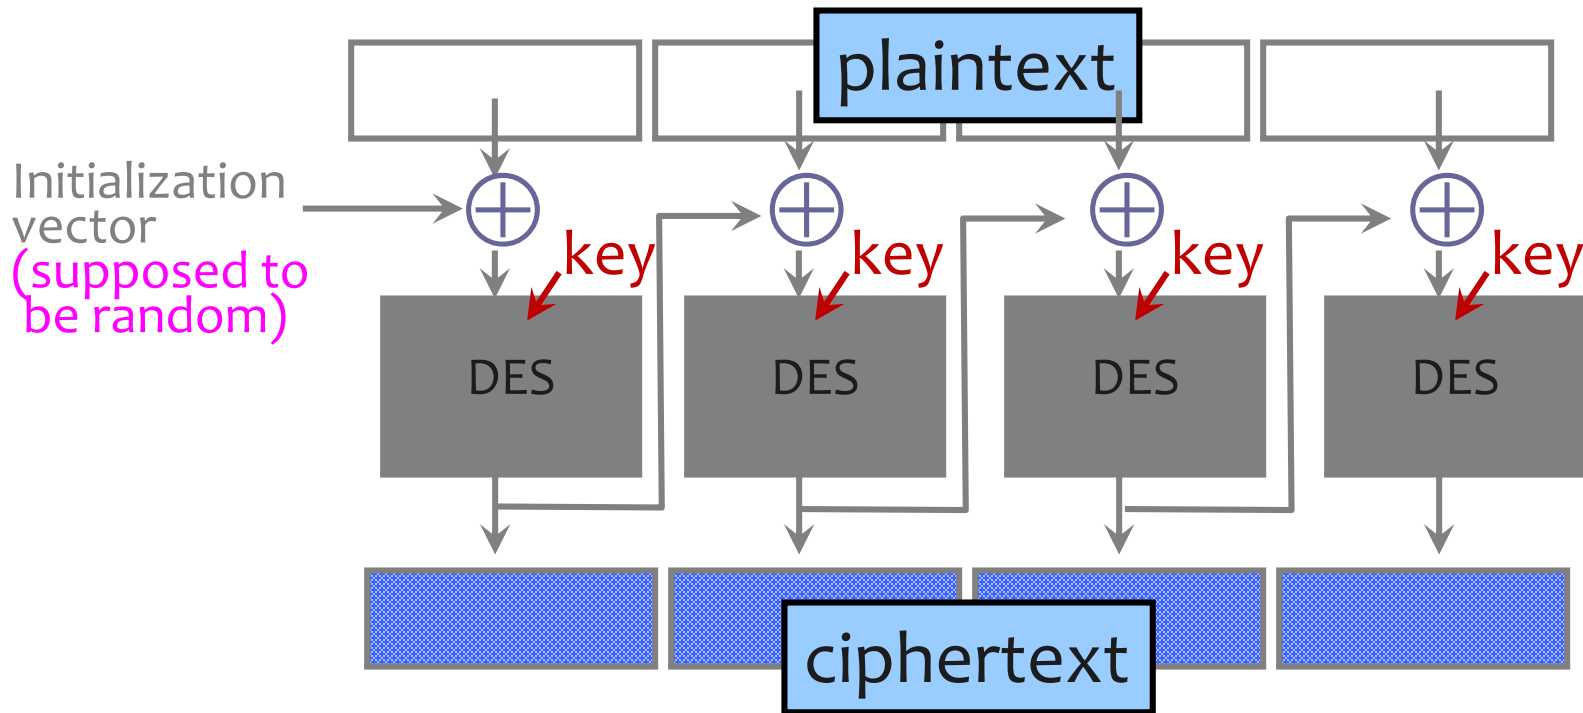 plaintext
Initialization
vector
(supposed to
be random)
key
key
key
key
DES
DES
DES
DES
ciphertext